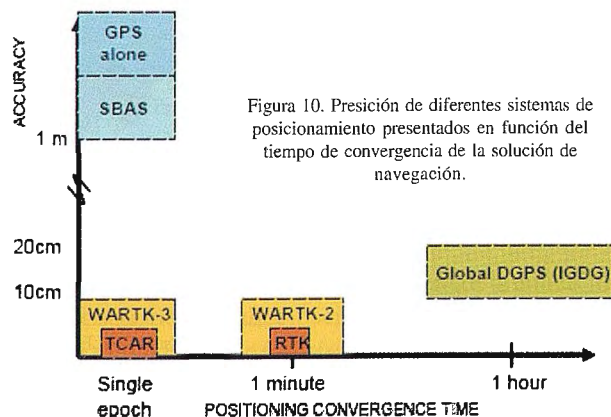 ACCURACY
GPS
alone
SBAS
1 m
Figura 10. Presición de diferentes sistemas de
posicionamiento presentados en función del
tiempo de convergencia de la solución de
navegación.
20cm
10cm
Global DGPS (IGDG)
WARTK-3
TCAR
WARTK-2
RTK
Single
epoch
1 minute
1 hour
POSITIONING CONVERGENCE TIME